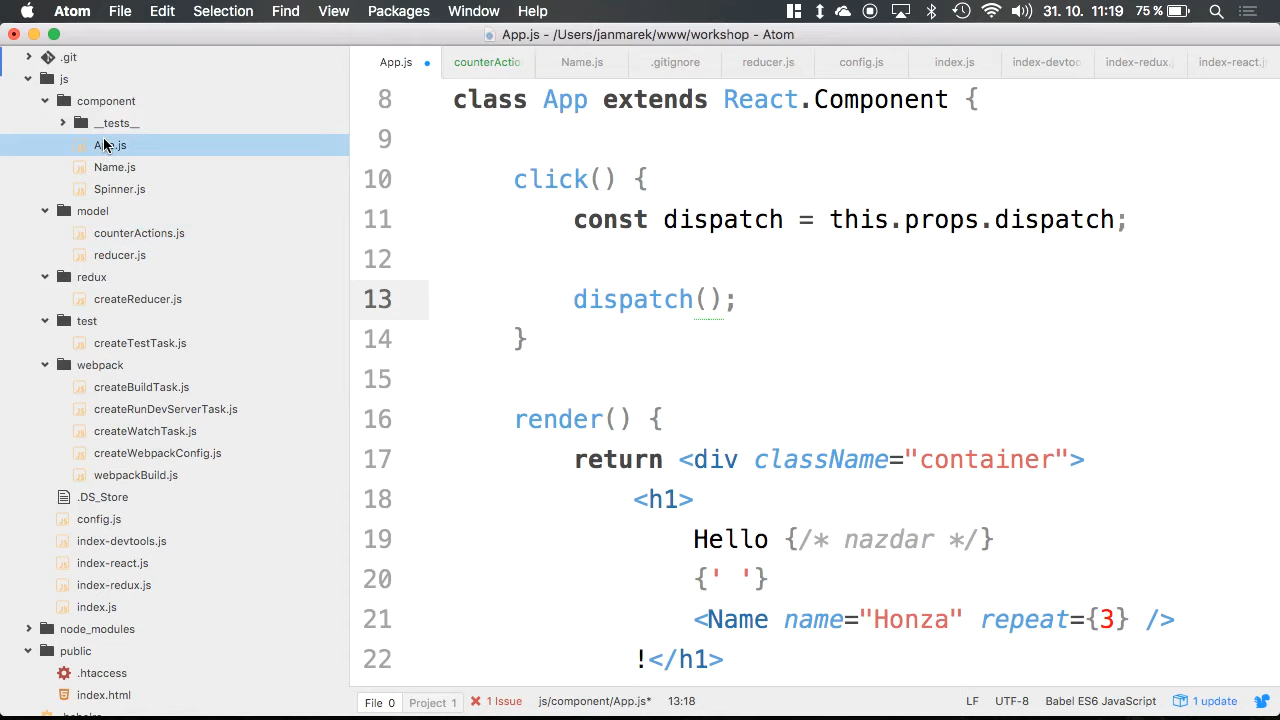 Atom File Edit Selection Find View Packages Window Help 31. 10. 11:19 75 %
App.js - /Users/janmarek/www/workshop - Atom
.git
js
component
__tests__
App.js
Name.js
Spinner.js
model
counterActions.js
reducer.js
redux
createReducer.js
test
createTestTask.js
webpack
createBuildTask.js
createRunDevServerTask.js
createWatchTask.js
createWebpackConfig.js
webpackBuild.js
.DS_Store
config.js
index-devtools.js
index-react.js
index-redux.js
index.js
node_modules
public
.htaccess
index.html
App.js counterActio Name.js .gitignore reducer.js config.js index.js index-devtoo index-redux. index-react.
8 class App extends React.Component {
9
10 click() {
11 const dispatch = this.props.dispatch;
12
13 dispatch();
14 }
15
16 render() {
17 return <div className="container">
18 <h1>
19 Hello {/* nazdar */}
20 {' '}
21 <Name name="Honza" repeat={3} />
22 !</h1>
File 0 Project 1 1 Issue js/component/App.js* 13:18 LF UTF-8 Babel ES6 JavaScript 1 update